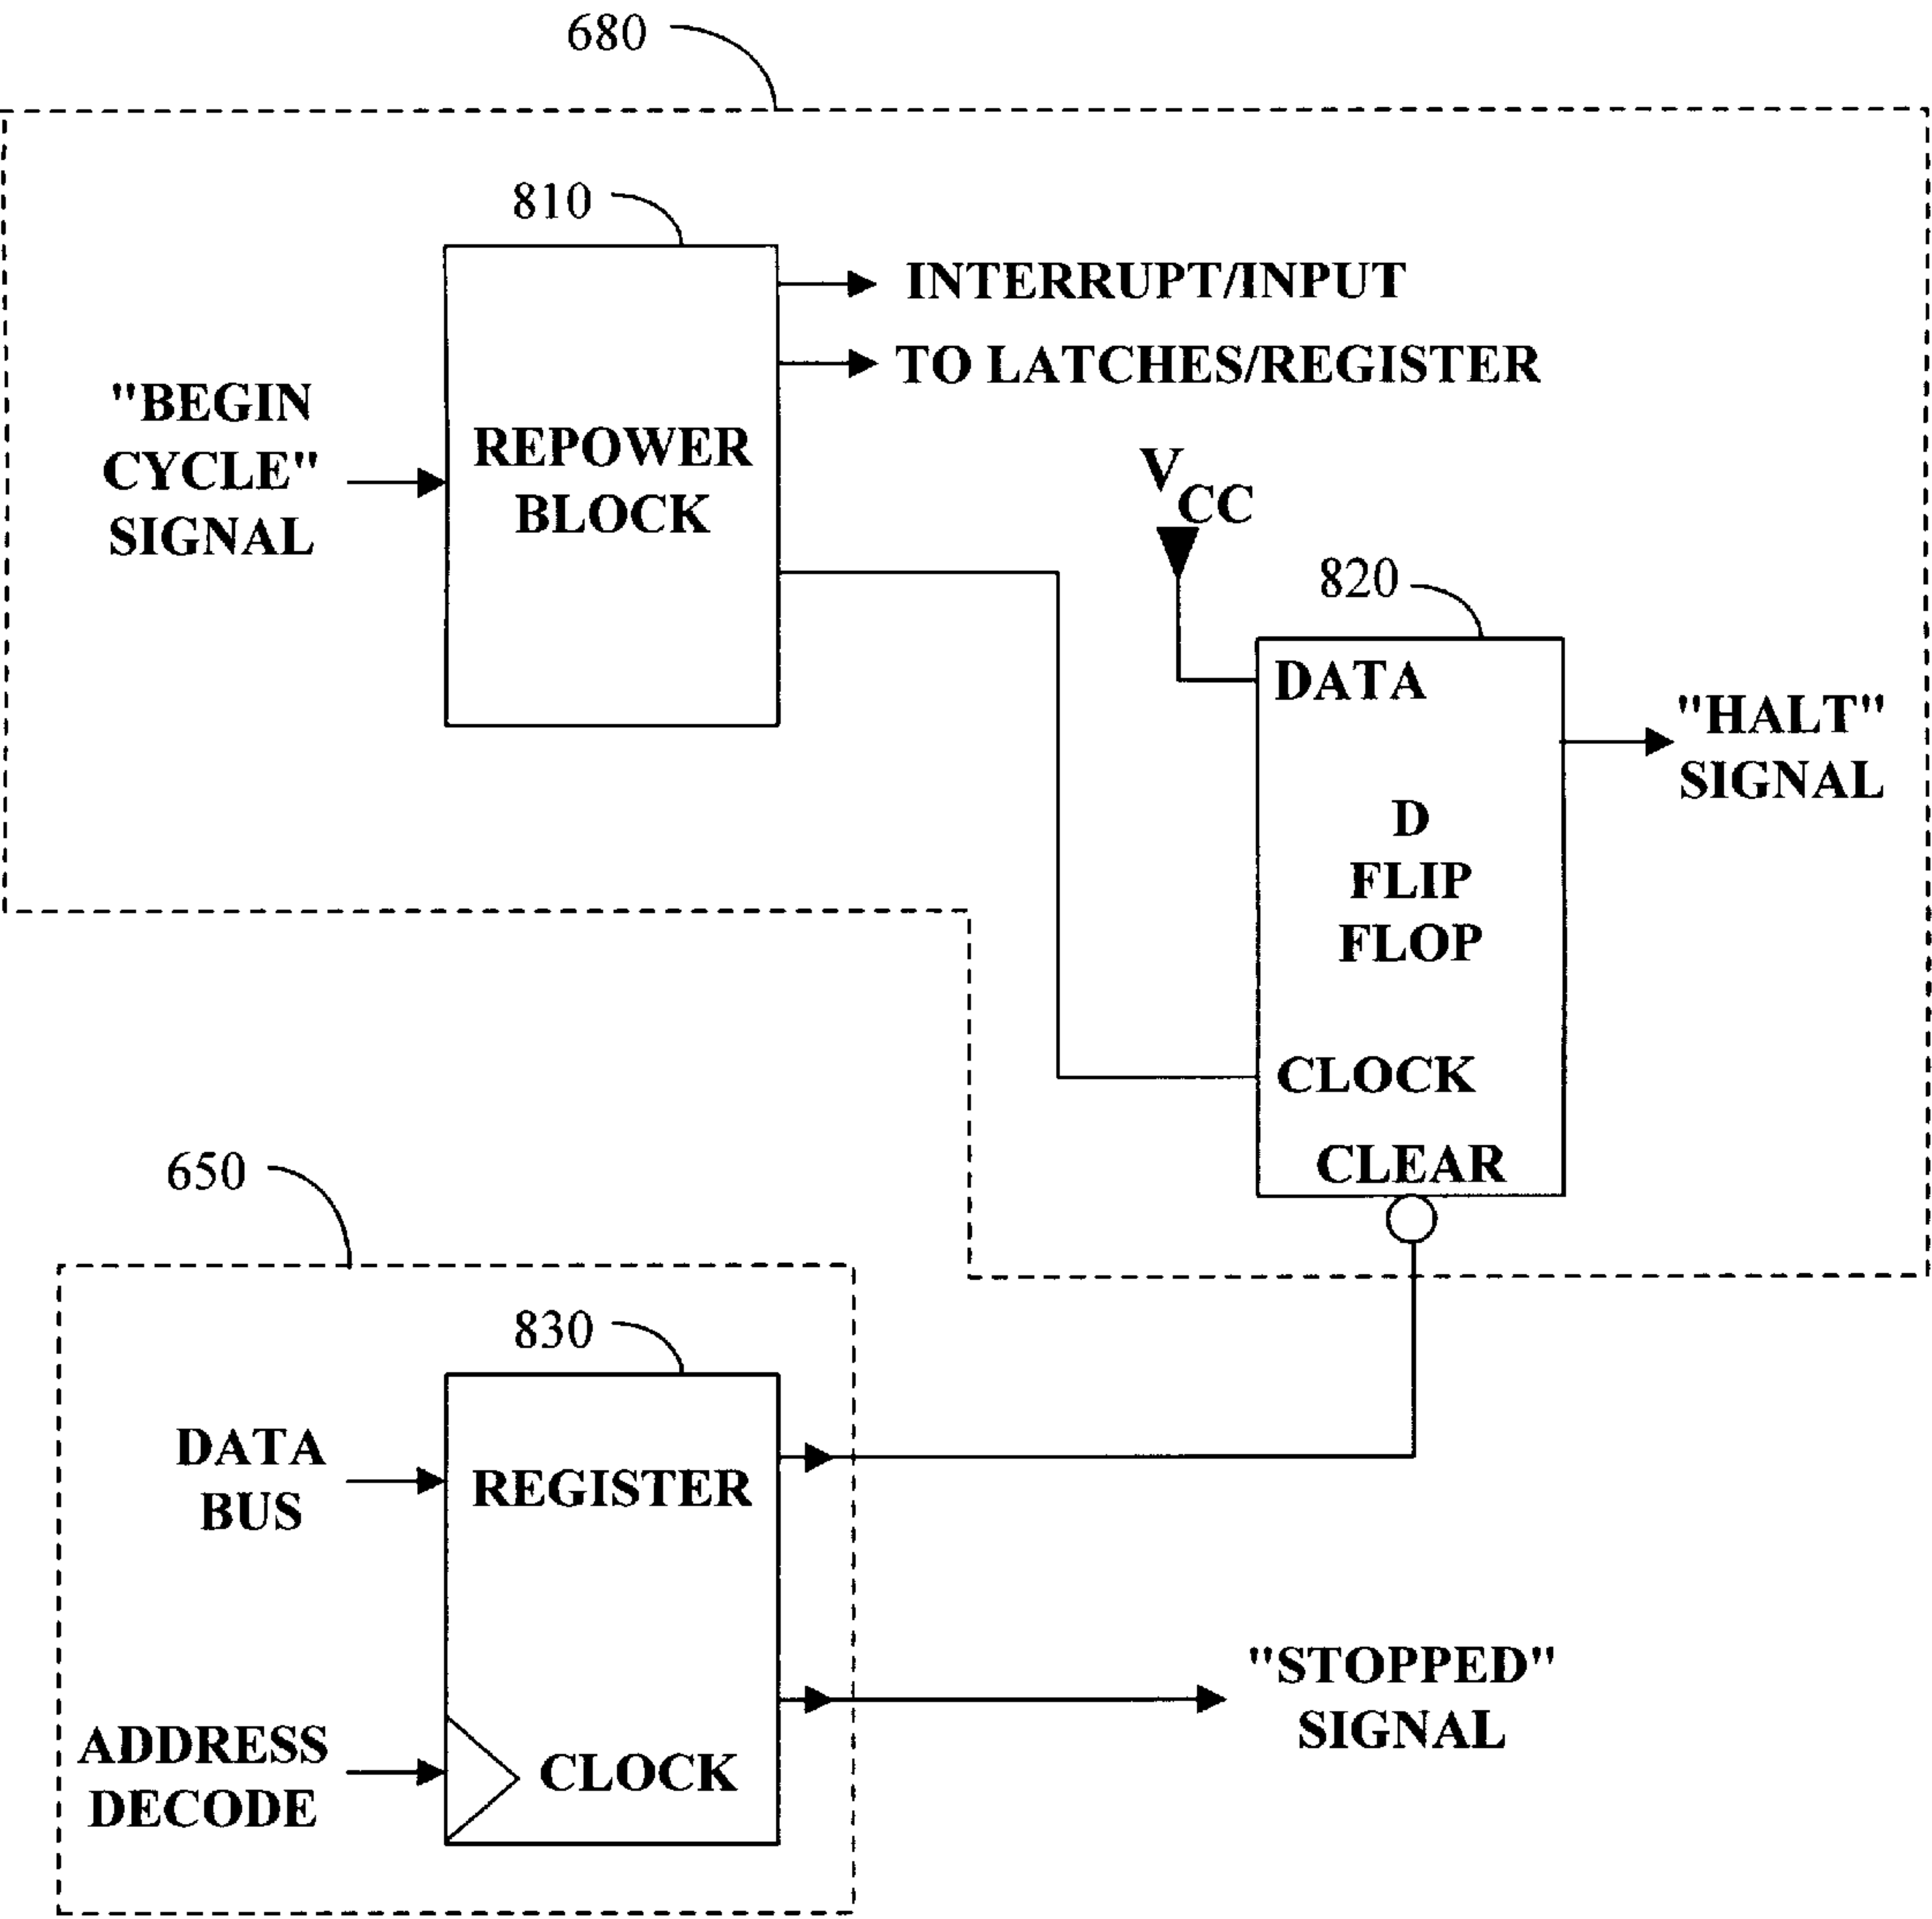 680
810
INTERRUPT/INPUT
TO LATCHES/REGISTER
"BEGIN
CYCLE"
SIGNAL
REPOWER
BLOCK
VCC
820
DATA
"HALT"
SIGNAL
D
FLIP
FLOP
CLOCK
CLEAR
650
830
DATA
BUS
REGISTER
"STOPPED"
SIGNAL
ADDRESS
DECODE
CLOCK